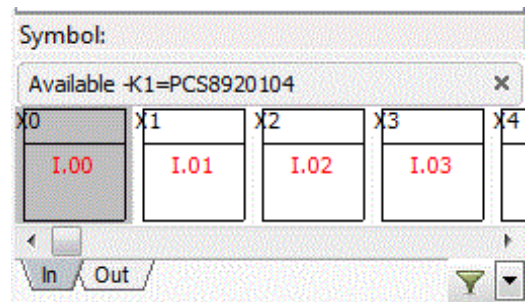 Symbol:
Available -K1=PCS8920104
X0 X1 X2 X3 X4
I.00 I.01 I.02 I.03
In Out